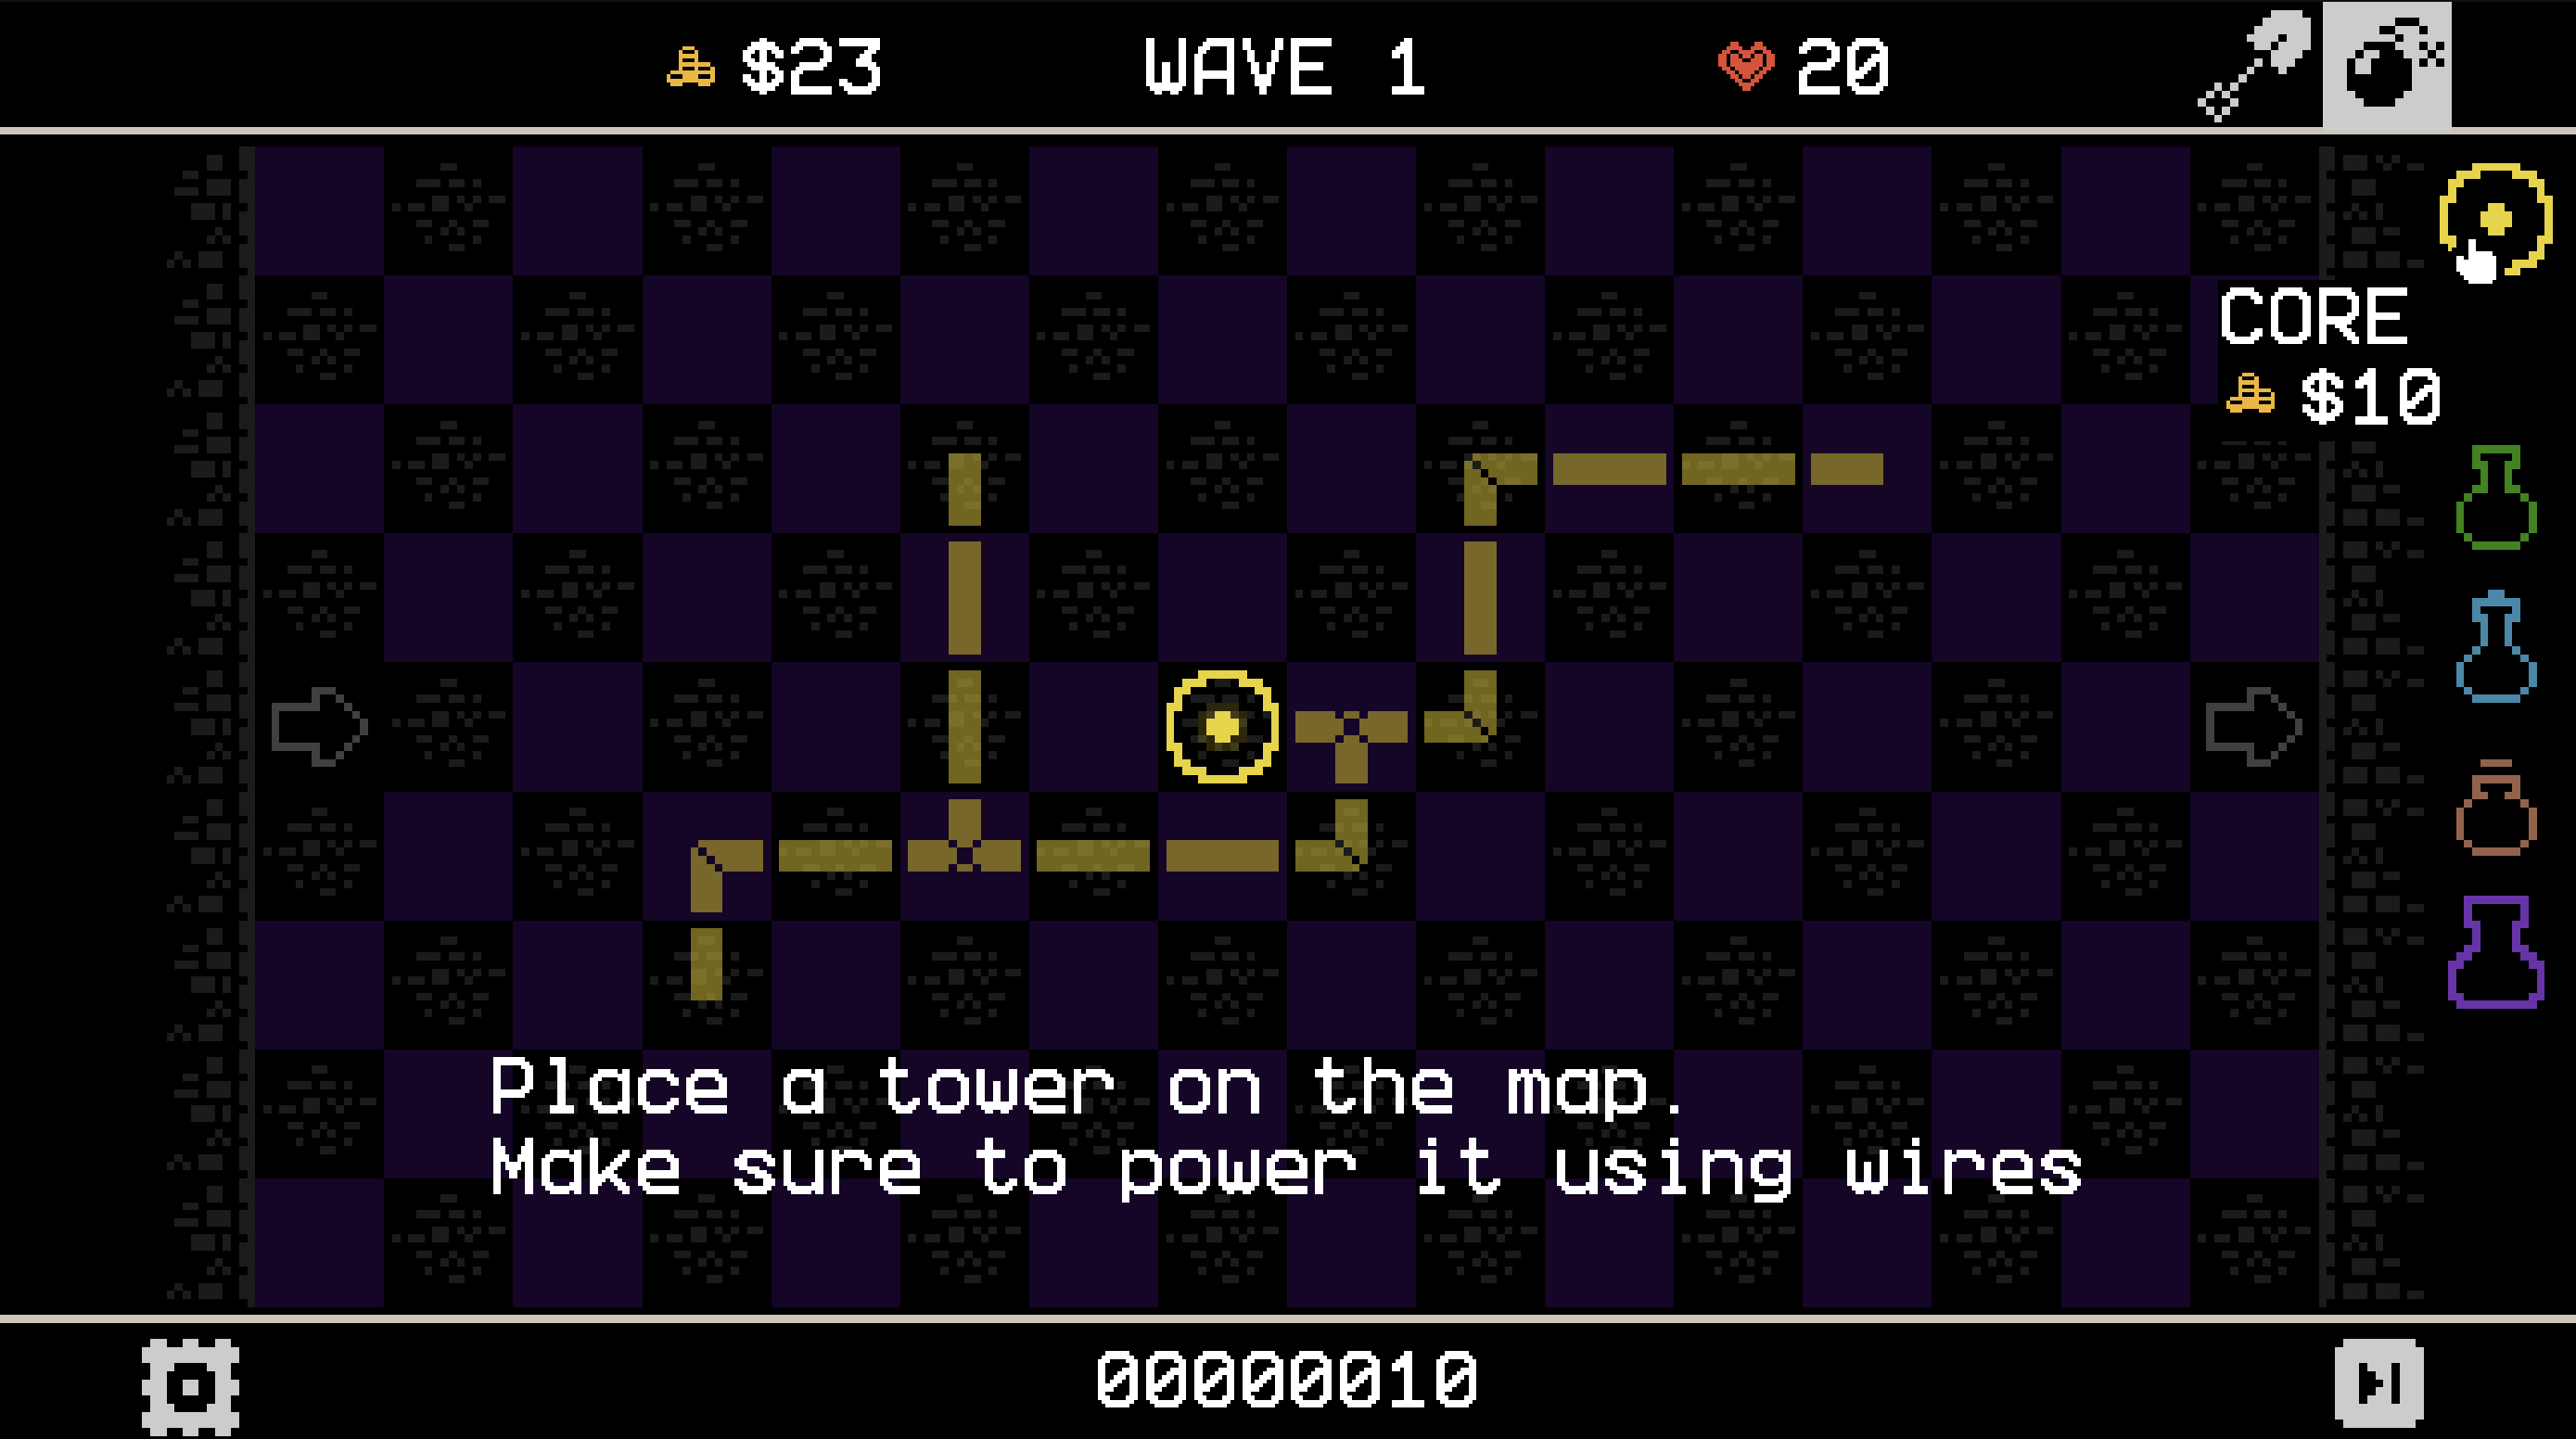 $23 WAVE 1 20
CORE
$10
Place a tower on the map.
Make sure to power it using wires
00000010